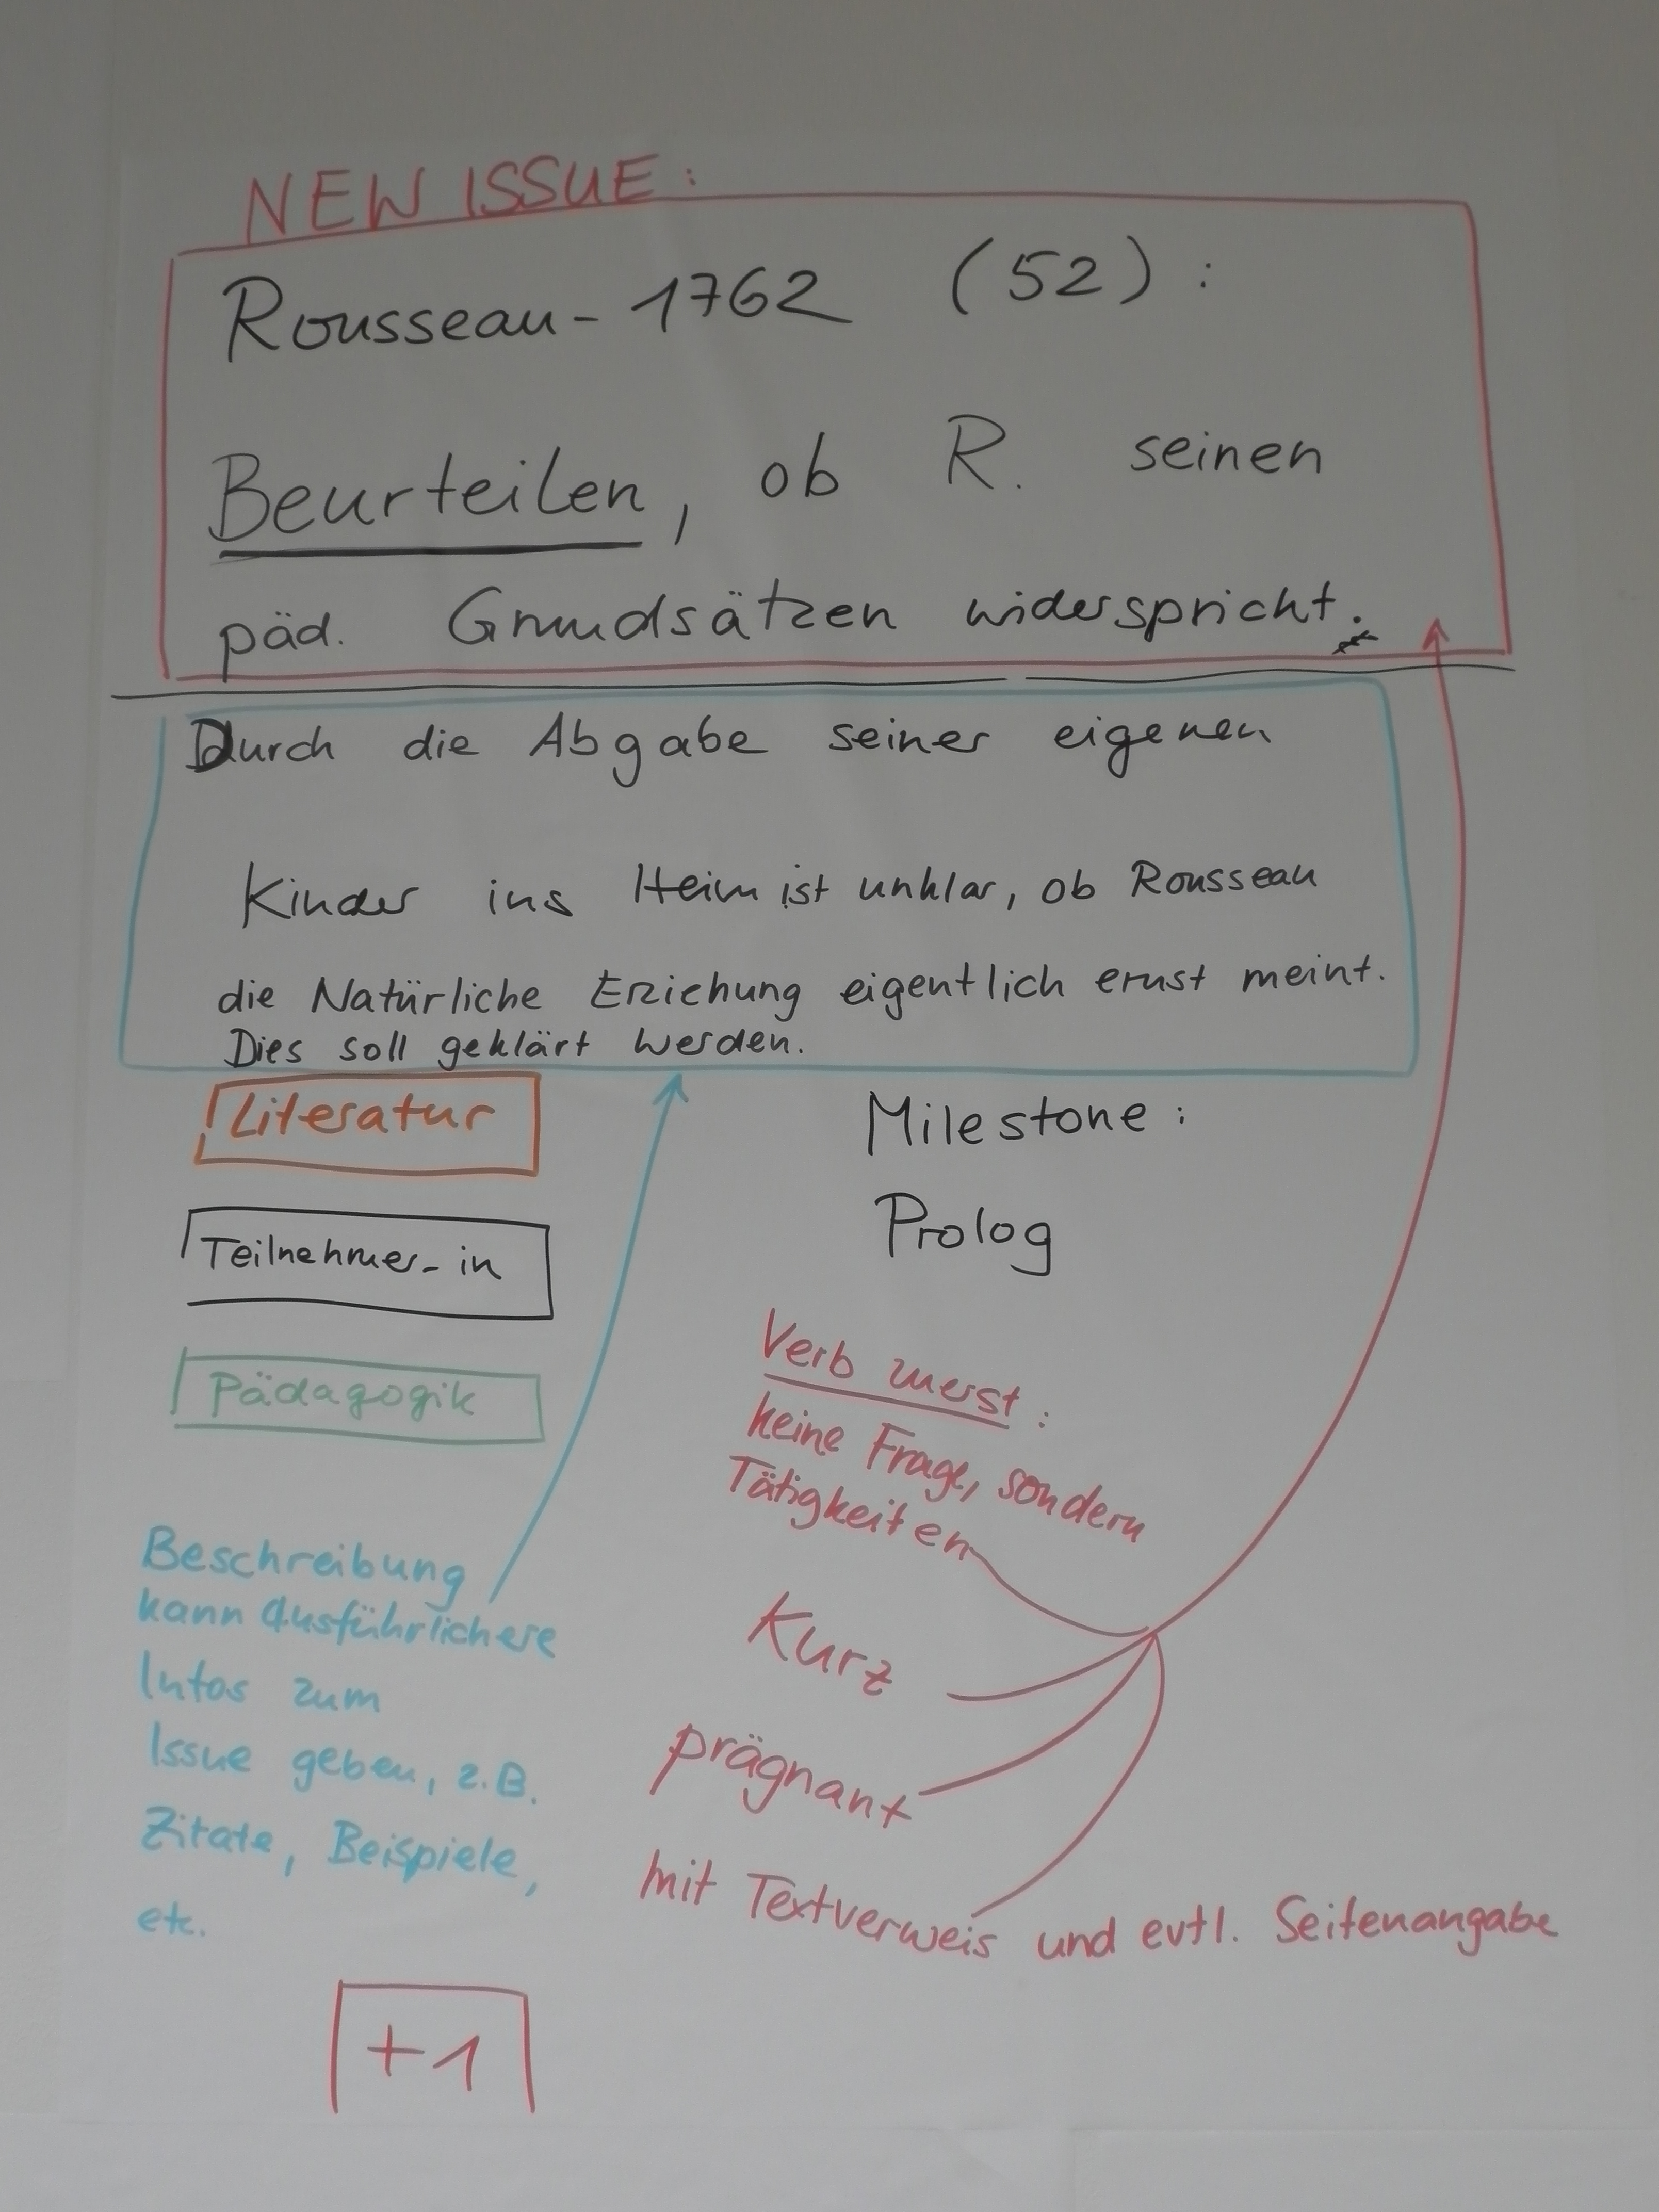 NEW ISSUE:
Rousseau-1762 (52):
Beurteilen, ob R. seinen
päd. Grundsätzen widerspricht.
Durch die Abgabe seiner eigenen
Kinder ins Heim ist unklar, ob Rousseau
die Natürliche Erziehung eigentlich ernst meint.
Dies soll geklärt werden.
Literatur
Teilnehmer-in
Pädagogik
Milestone:
Prolog
Verb zuerst:
keine Frage, sondern
Tätigkeiten
Kurz
prägnant
mit Textverweis und evtl. Seitenangabe
Beschreibung
kann Ausführlichere
Infos zum
Issue geben, z.B.
Zitate, Beispiele,
etc.
+1